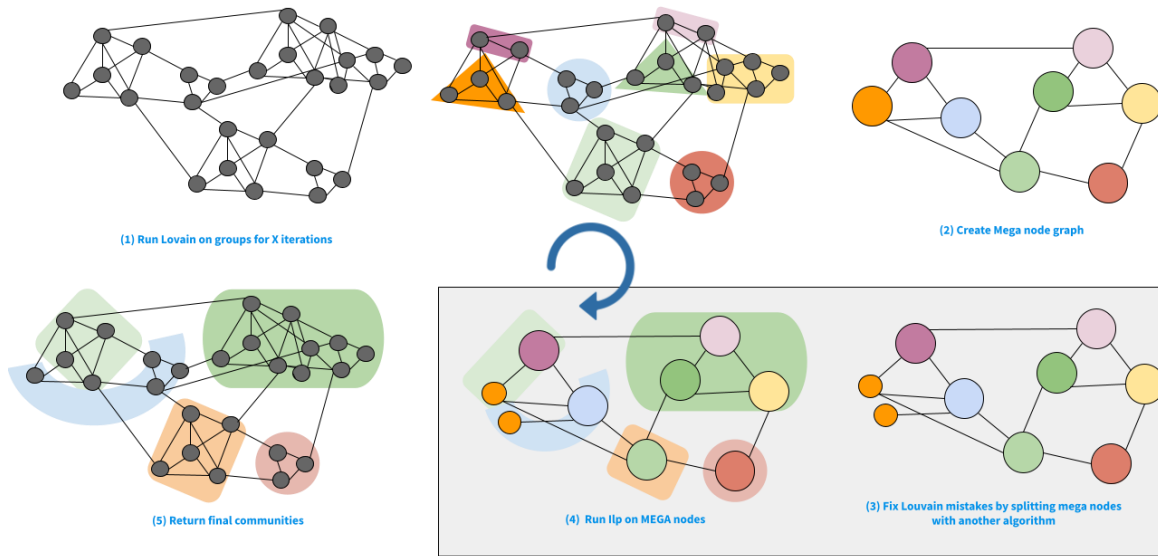 (1) Run Lovain on groups for X iterations
(2) Create Mega node graph
(5) Return final communities
(4) Run Ilp on MEGA nodes
(3) Fix Louvain mistakes by splitting mega nodes
with another algorithm